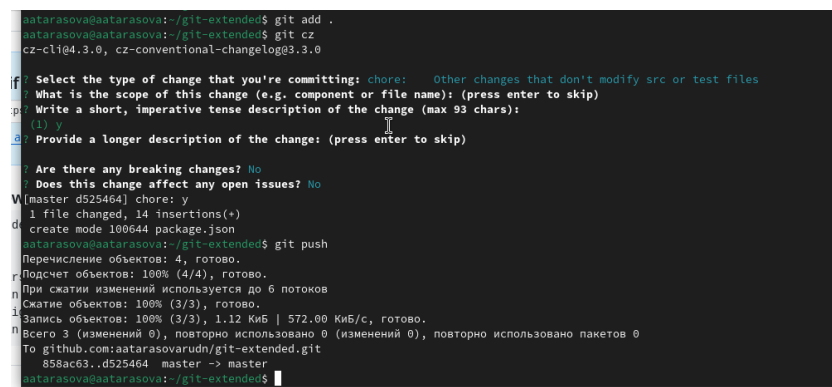 aatarasova@aatarasova:~/git-extended$ git add .
aatarasova@aatarasova:~/git-extended$ git cz
cz-cli@4.3.0, cz-conventional-changelog@3.3.0
? Select the type of change that you're committing: chore:    Other changes that don't modify src or test files
? What is the scope of this change (e.g. component or file name): (press enter to skip)
? Write a short, imperative tense description of the change (max 93 chars):
(1) y
? Provide a longer description of the change: (press enter to skip)
? Are there any breaking changes? No
? Does this change affect any open issues? No
[master d525464] chore: y
1 file changed, 14 insertions(+)
create mode 100644 package.json
aatarasova@aatarasova:~/git-extended$ git push
Перечисление объектов: 4, готово.
Подсчет объектов: 100% (4/4), готово.
При сжатии изменений используется до 6 потоков
Сжатие объектов: 100% (3/3), готово.
Запись объектов: 100% (3/3), 1.12 КиБ | 572.00 КиБ/с, готово.
Всего 3 (изменений 0), повторно использовано 0 (изменений 0), повторно использовано пакетов 0
To github.com:aatarasovarudn/git-extended.git
858ac63..d525464  master -> master
aatarasova@aatarasova:~/git-extended$